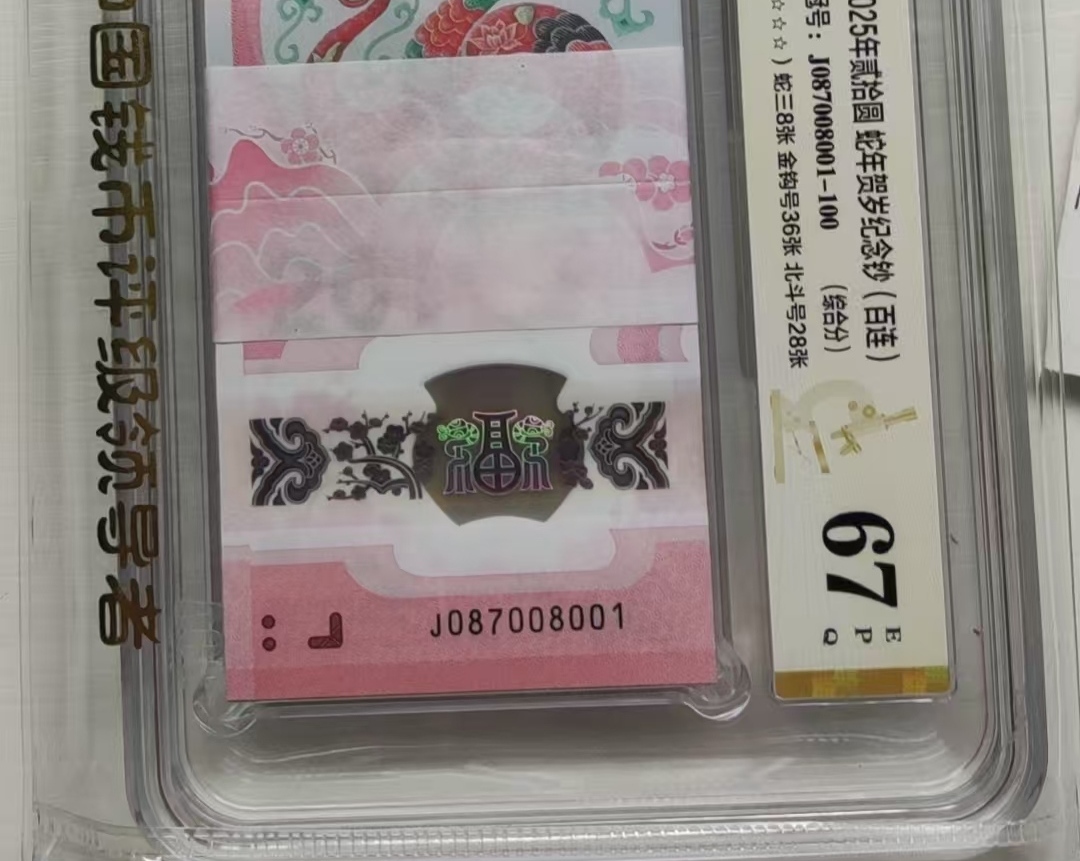 国钱币评级领导者
025年贰拾圆 蛇年贺岁纪念钞（百连）
冠号：J087008001-100 （综合分）
☆☆☆）蛇三8张 金钩号36张 北斗号28张
67
E
P
Q
J087008001